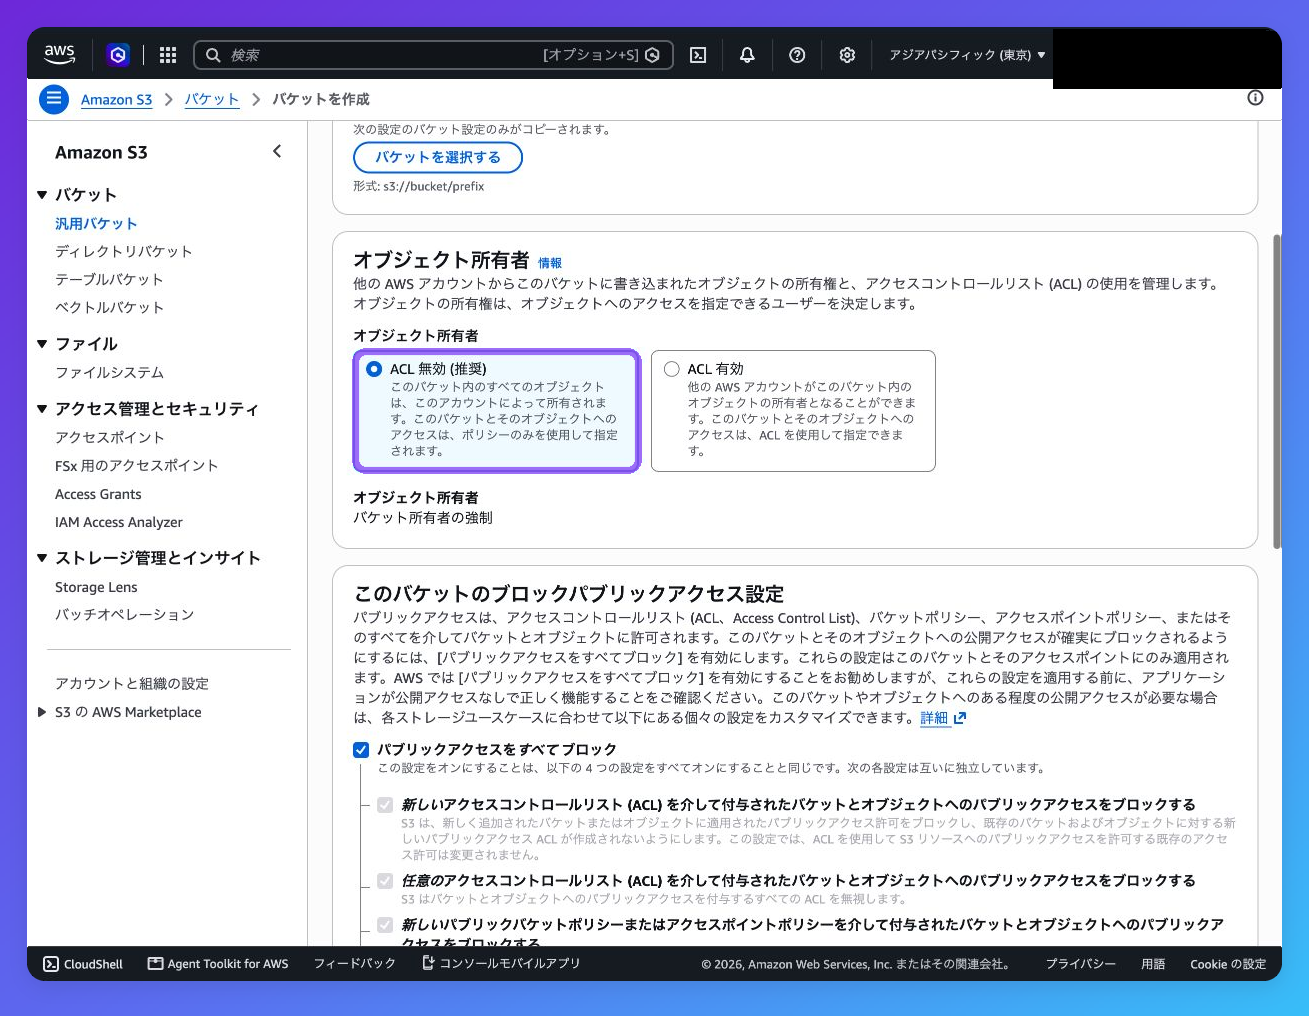 aws
検索
[オプション+S]
アジアパシフィック (東京) ▼
Amazon S3 > バケット > バケットを作成
Amazon S3
▼ バケット
汎用バケット
ディレクトリバケット
テーブルバケット
ベクトルバケット
▼ ファイル
ファイルシステム
▼ アクセス管理とセキュリティ
アクセスポイント
FSx 用のアクセスポイント
Access Grants
IAM Access Analyzer
▼ ストレージ管理とインサイト
Storage Lens
バッチオペレーション
アカウントと組織の設定
▶ S3 の AWS Marketplace
次の設定のバケット設定のみがコピーされます。
バケットを選択する
形式: s3://bucket/prefix
オブジェクト所有者 情報
他の AWS アカウントからこのバケットに書き込まれたオブジェクトの所有権と、アクセスコントロールリスト (ACL) の使用を管理します。
オブジェクトの所有権は、オブジェクトへのアクセスを指定できるユーザーを決定します。
オブジェクト所有者
ACL 無効 (推奨)
このバケット内のすべてのオブジェクト
は、このアカウントによって所有されま
す。このバケットとそのオブジェクトへの
アクセスは、ポリシーのみを使用して指定
されます。
ACL 有効
他の AWS アカウントがこのバケット内の
オブジェクトの所有者となることができま
す。このバケットとそのオブジェクトへの
アクセスは、ACL を使用して指定できま
す。
オブジェクト所有者
バケット所有者の強制
このバケットのブロックパブリックアクセス設定
パブリックアクセスは、アクセスコントロールリスト (ACL、Access Control List)、バケットポリシー、アクセスポイントポリシー、またはそ
のすべてを介してバケットとオブジェクトに許可されます。このバケットとそのオブジェクトへの公開アクセスが確実にブロックされるよう
にするには、[パブリックアクセスをすべてブロック] を有効にします。これらの設定はこのバケットとそのアクセスポイントにのみ適用され
ます。AWS では [パブリックアクセスをすべてブロック] を有効にすることをお勧めしますが、これらの設定を適用する前に、アプリケーシ
ョンが公開アクセスなしで正しく機能することをご確認ください。このバケットやオブジェクトへのある程度の公開アクセスが必要な場合
は、各ストレージユースケースに合わせて以下にある個々の設定をカスタマイズできます。詳細
パブリックアクセスをすべてブロック
この設定をオンにすることは、以下の 4 つの設定をすべてオンにすることと同じです。次の各設定は互いに独立しています。
新しいアクセスコントロールリスト (ACL) を介して付与されたバケットとオブジェクトへのパブリックアクセスをブロックする
S3 は、新しく追加されたバケットまたはオブジェクトに適用されたパブリックアクセス許可をブロックし、既存のバケットおよびオブジェクトに対する新
しいパブリックアクセス ACL が作成されないようにします。この設定では、ACL を使用して S3 リソースへのパブリックアクセスを許可する既存のアクセ
ス許可は変更されません。
任意のアクセスコントロールリスト (ACL) を介して付与されたバケットとオブジェクトへのパブリックアクセスをブロックする
S3 はバケットとオブジェクトへのパブリックアクセスを付与するすべての ACL を無視します。
新しいパブリックバケットポリシーまたはアクセスポイントポリシーを介して付与されたバケットとオブジェクトへのパブリックア
クセスをブロックする
CloudShell
Agent Toolkit for AWS
フィードバック
コンソールモバイルアプリ
© 2026, Amazon Web Services, Inc. またはその関連会社。
プライバシー
用語
Cookie の設定